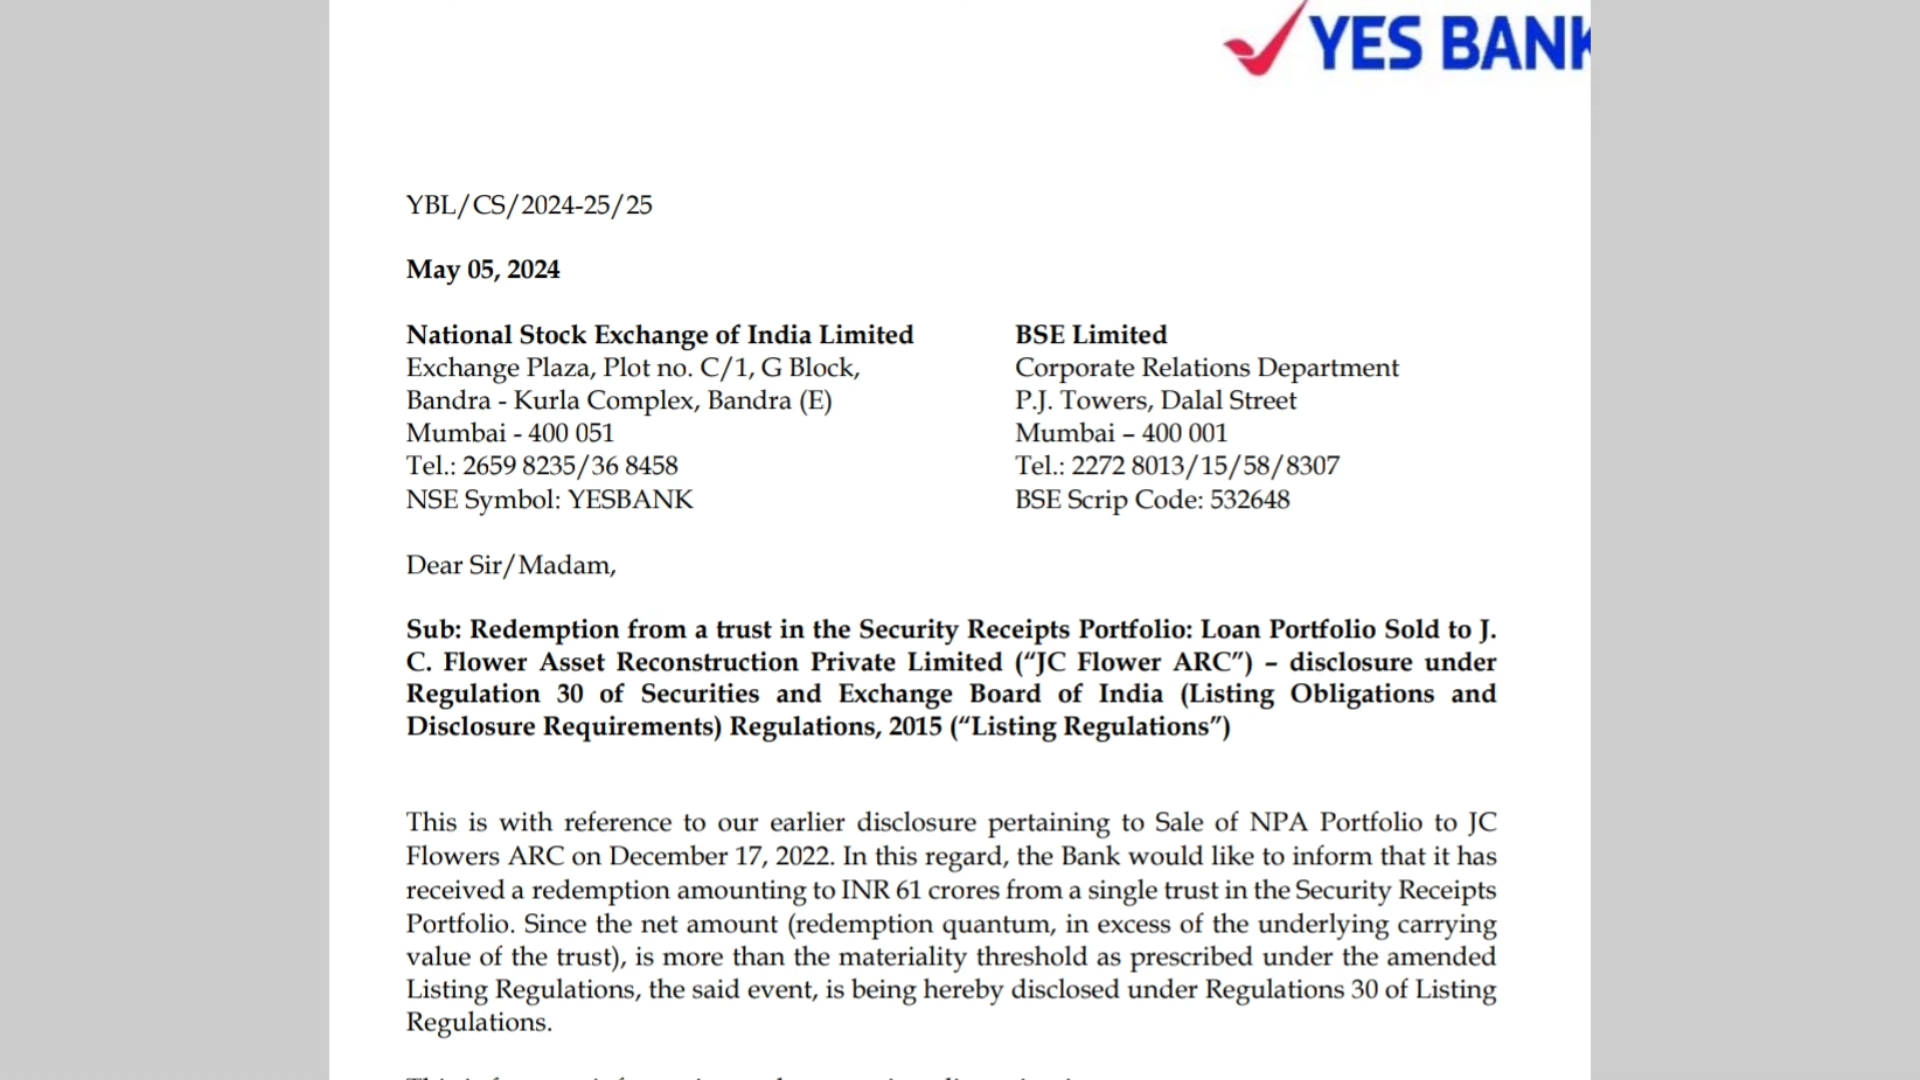 YES BANK
YBL/CS/2024-25/25
May 05, 2024
National Stock Exchange of India Limited
Exchange Plaza, Plot no. C/1, G Block,
Bandra - Kurla Complex, Bandra (E)
Mumbai - 400 051
Tel.: 2659 8235/36 8458
NSE Symbol: YESBANK
BSE Limited
Corporate Relations Department
P.J. Towers, Dalal Street
Mumbai – 400 001
Tel.: 2272 8013/15/58/8307
BSE Scrip Code: 532648
Dear Sir/Madam,
Sub: Redemption from a trust in the Security Receipts Portfolio: Loan Portfolio Sold to J.
C. Flower Asset Reconstruction Private Limited (“JC Flower ARC”) – disclosure under
Regulation 30 of Securities and Exchange Board of India (Listing Obligations and
Disclosure Requirements) Regulations, 2015 (“Listing Regulations”)
This is with reference to our earlier disclosure pertaining to Sale of NPA Portfolio to JC
Flowers ARC on December 17, 2022. In this regard, the Bank would like to inform that it has
received a redemption amounting to INR 61 crores from a single trust in the Security Receipts
Portfolio. Since the net amount (redemption quantum, in excess of the underlying carrying
value of the trust), is more than the materiality threshold as prescribed under the amended
Listing Regulations, the said event, is being hereby disclosed under Regulations 30 of Listing
Regulations.